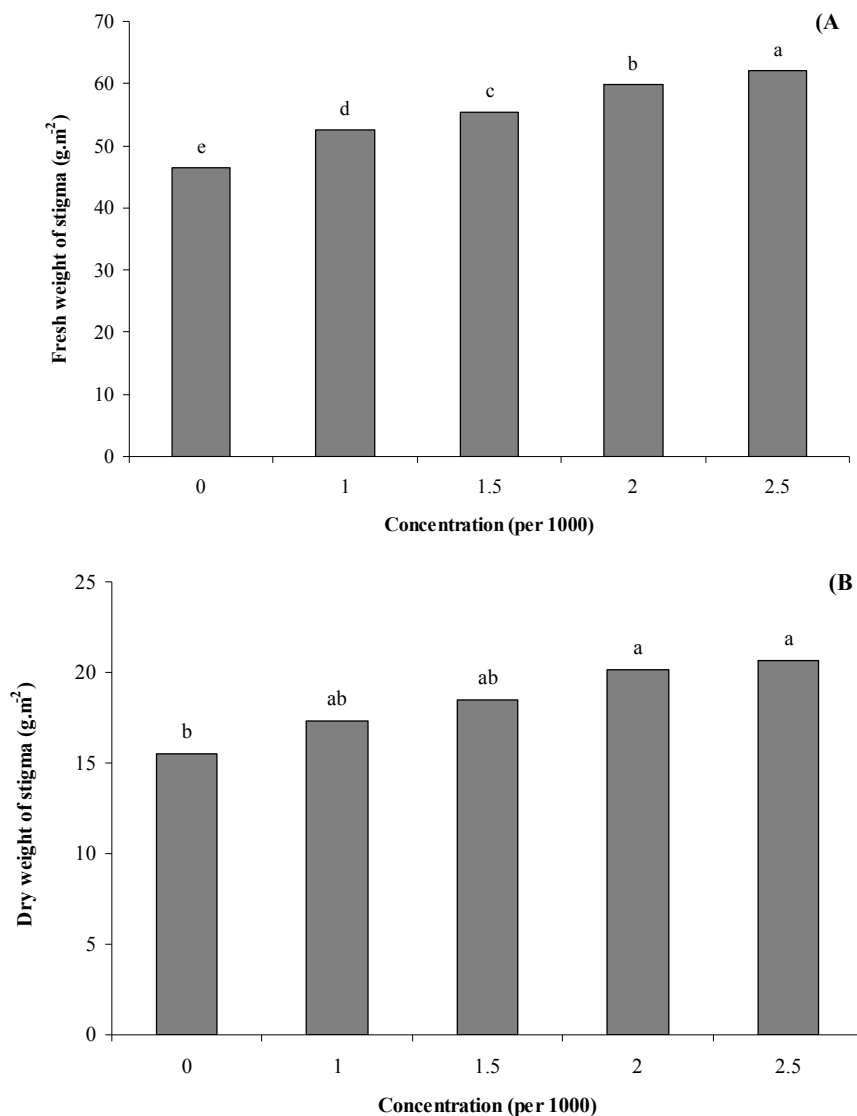 (A
Fresh weight of stigma (g.m⁻²)
70
60
50
40
30
20
10
0
e
d
c
b
a
0 1 1.5 2 2.5
Concentration (per 1000)
(B
Dry weight of stigma (g.m⁻²)
25
20
15
10
5
0
b
ab
ab
a
a
0 1 1.5 2 2.5
Concentration (per 1000)